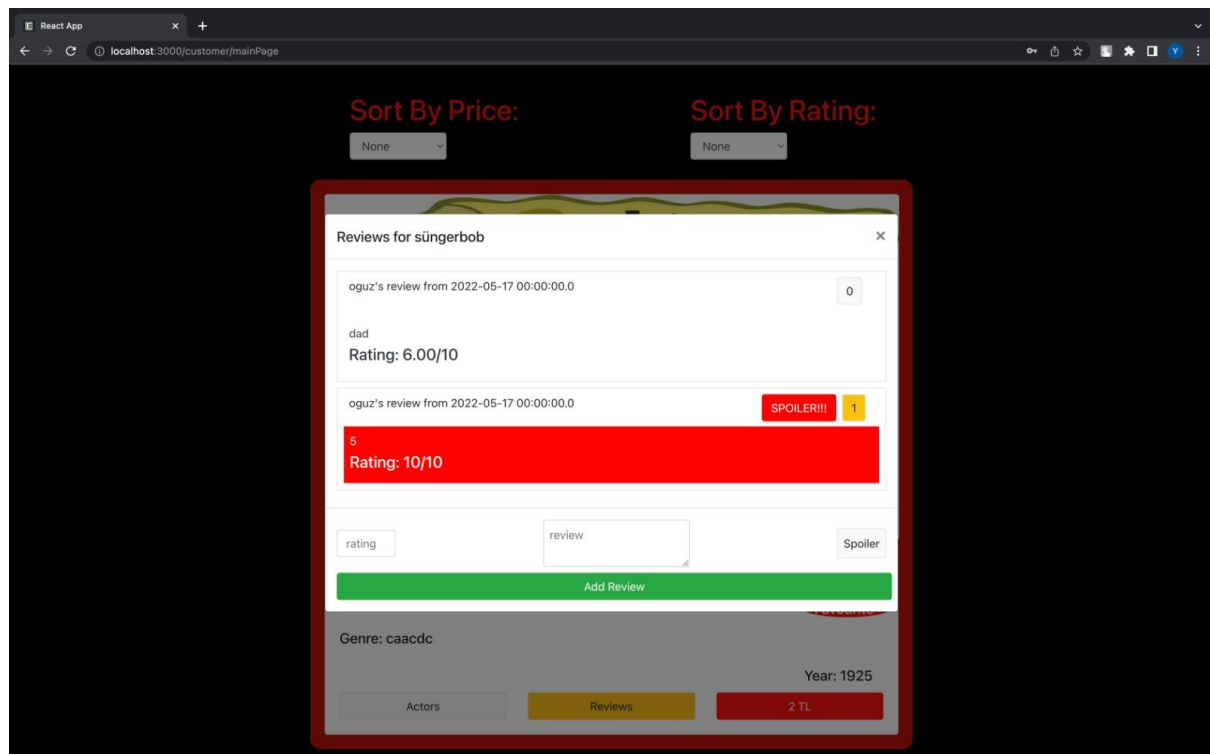 React App
localhost:3000/customer/mainPage
Y
Sort By Price:
Sort By Rating:
None
None
Reviews for süngerbob
×
oguz's review from 2022-05-17 00:00:00.0
0
dad
Rating: 6.00/10
oguz's review from 2022-05-17 00:00:00.0
SPOILER!!!
1
5
Rating: 10/10
rating
review
Spoiler
Add Review
Genre: caacdc
Year: 1925
Actors
Reviews
2 TL